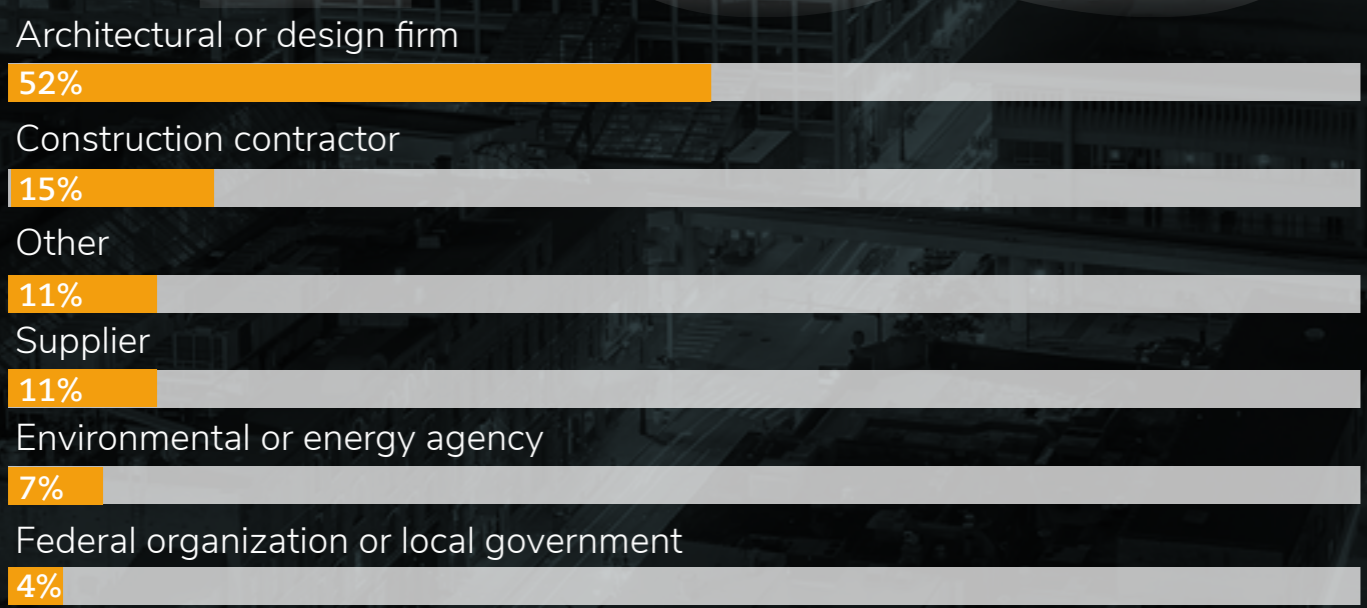 Architectural or design firm
52%
Construction contractor
15%
Other
11%
Supplier
11%
Environmental or energy agency
7%
Federal organization or local government
4%